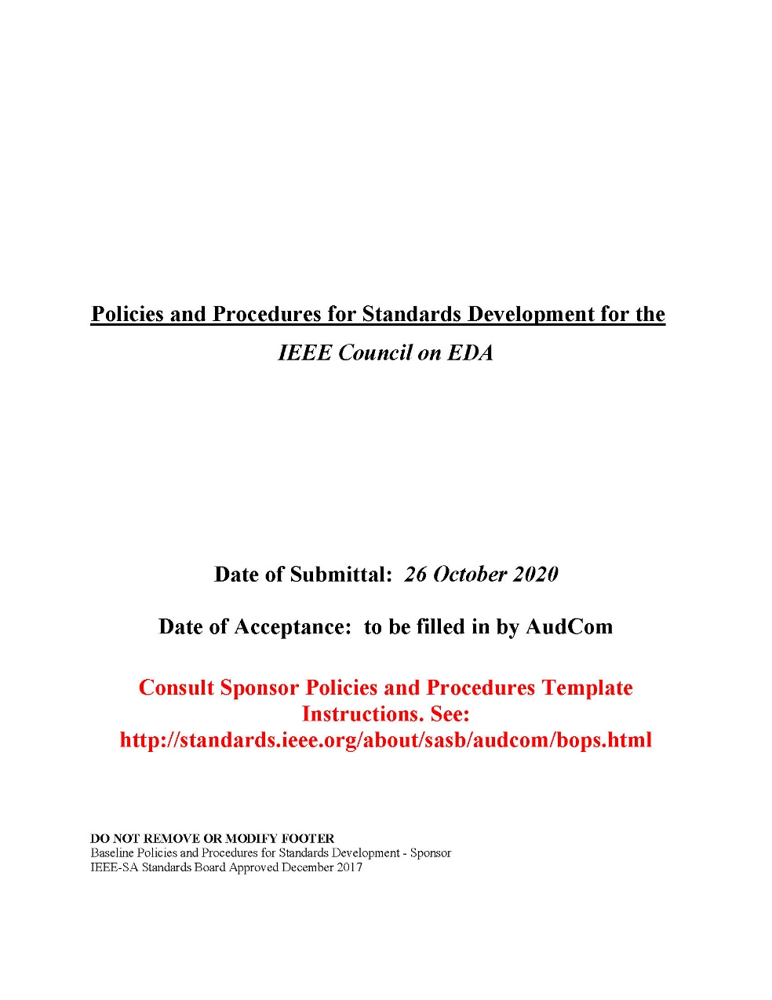 Policies and Procedures for Standards Development for the
IEEE Council on EDA
Date of Submittal:  26 October 2020
Date of Acceptance:  to be filled in by AudCom
Consult Sponsor Policies and Procedures Template
Instructions. See:
http://standards.ieee.org/about/sasb/audcom/bops.html
DO NOT REMOVE OR MODIFY FOOTER
Baseline Policies and Procedures for Standards Development - Sponsor
IEEE-SA Standards Board Approved December 2017